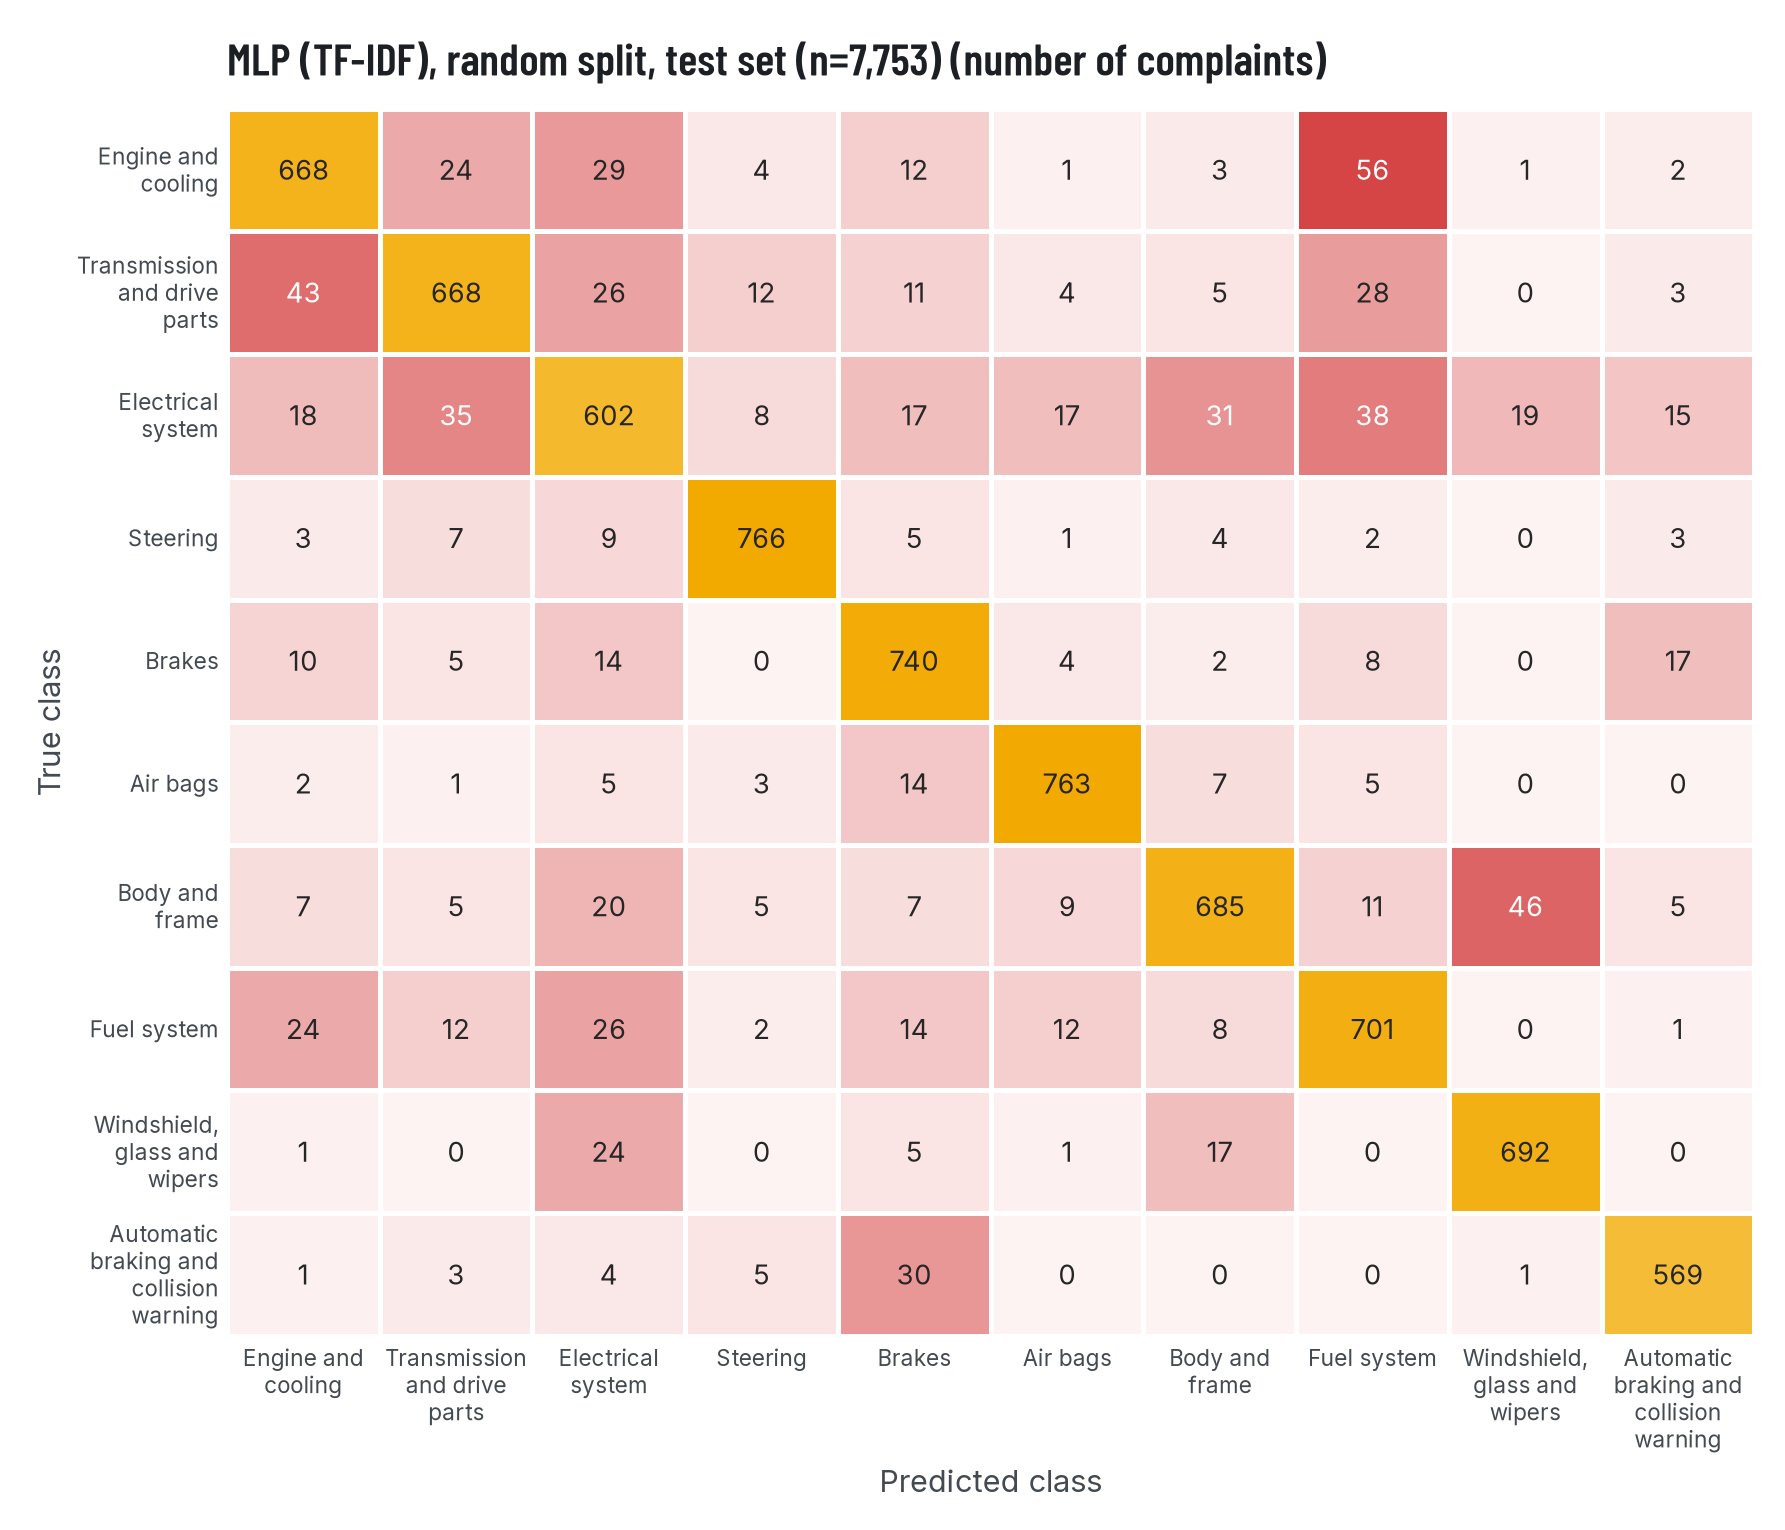 MLP (TF-IDF), random split, test set (n=7,753) (number of complaints)
Engine and
cooling
668 24 29 4 12 1 3 56 1 2
Transmission
and drive
parts
43 668 26 12 11 4 5 28 0 3
Electrical
system
18 35 602 8 17 17 31 38 19 15
Steering
3 7 9 766 5 1 4 2 0 3
Brakes
10 5 14 0 740 4 2 8 0 17
Air bags
2 1 5 3 14 763 7 5 0 0
Body and
frame
7 5 20 5 7 9 685 11 46 5
Fuel system
24 12 26 2 14 12 8 701 0 1
Windshield,
glass and
wipers
1 0 24 0 5 1 17 0 692 0
Automatic
braking and
collision
warning
1 3 4 5 30 0 0 0 1 569
True class
Engine and
cooling
Transmission
and drive
parts
Electrical
system
Steering
Brakes
Air bags
Body and
frame
Fuel system
Windshield,
glass and
wipers
Automatic
braking and
collision
warning
Predicted class